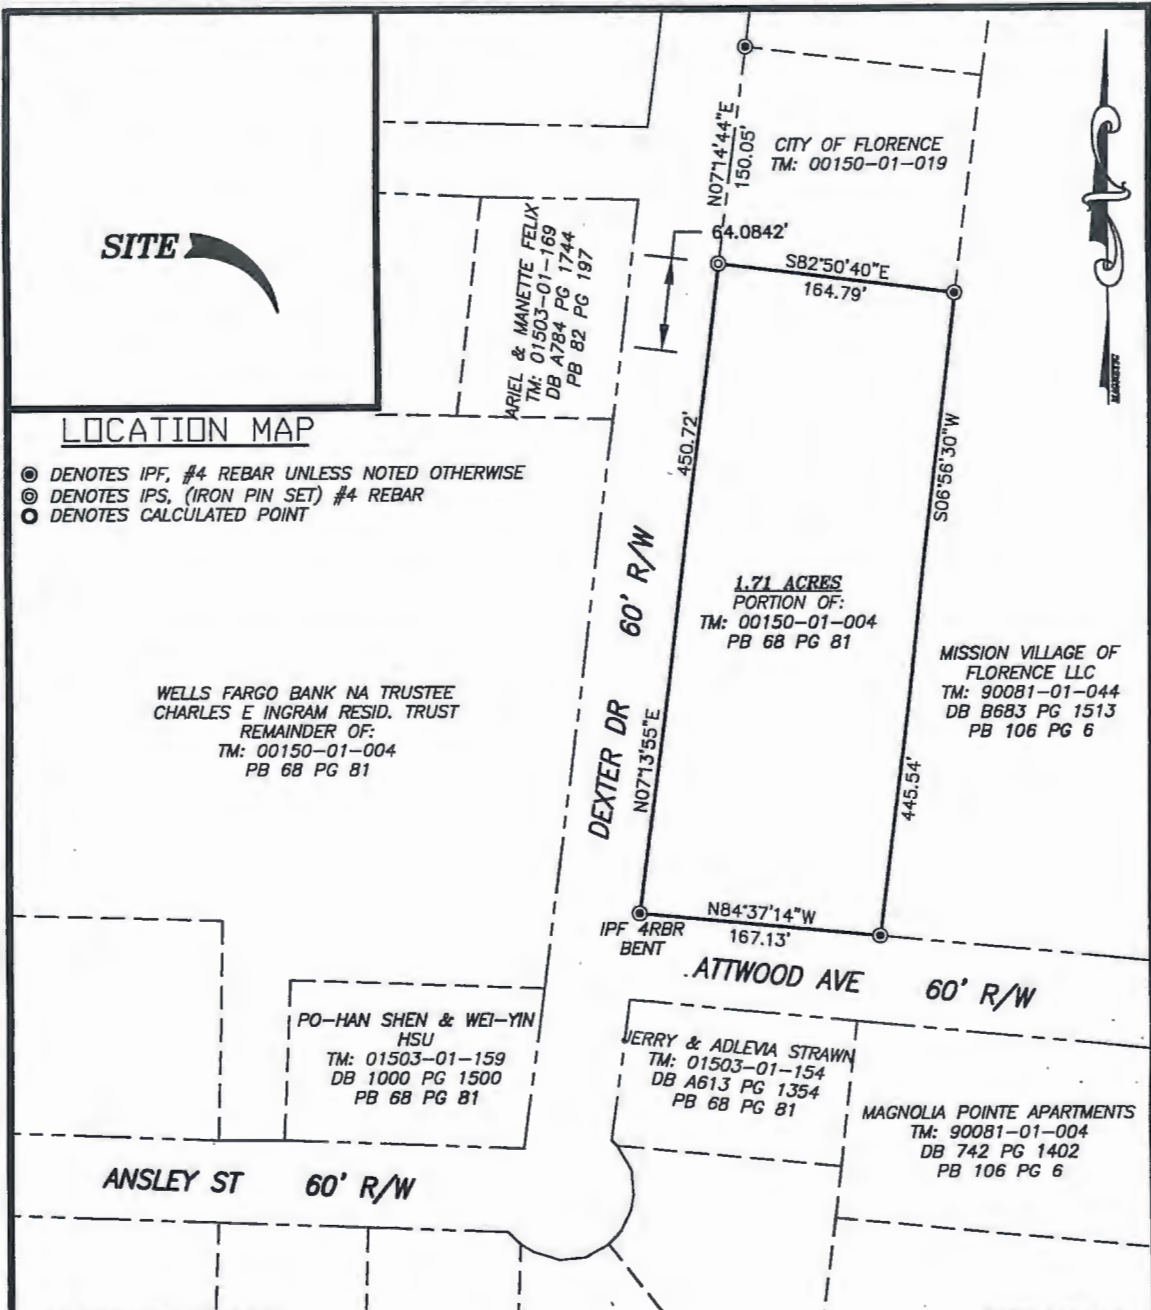 SITE
LOCATION MAP
DENOTES IPF, #4 REBAR UNLESS NOTED OTHERWISE
DENOTES IPS, (IRON PIN SET) #4 REBAR
DENOTES CALCULATED POINT
N07°14'44"E
150.05'
CITY OF FLORENCE
TM: 00150-01-019
MAGNETIC
ARIEL & MANETTE FELIX
TM: 01503-01-169
DB A784 PG 1744
PB 82 PG 197
64.0842'
S82°50'40"E
164.79'
450.72'
N07°13'55"E
S06°56'30"W
445.54'
DEXTER DR 60' R/W
1.71 ACRES
PORTION OF:
TM: 00150-01-004
PB 68 PG 81
MISSION VILLAGE OF
FLORENCE LLC
TM: 90081-01-044
DB B683 PG 1513
PB 106 PG 6
WELLS FARGO BANK NA TRUSTEE
CHARLES E INGRAM RESID. TRUST
REMAINDER OF:
TM: 00150-01-004
PB 68 PG 81
IPF 4RBR
BENT
N84°37'14"W
167.13'
ATTWOOD AVE 60' R/W
PO-HAN SHEN & WEI-YIN
HSU
TM: 01503-01-159
DB 1000 PG 1500
PB 68 PG 81
JERRY & ADLEVIA STRAWN
TM: 01503-01-154
DB A613 PG 1354
PB 68 PG 81
MAGNOLIA POINTE APARTMENTS
TM: 90081-01-004
DB 742 PG 1402
PB 106 PG 6
ANSLEY ST 60' R/W